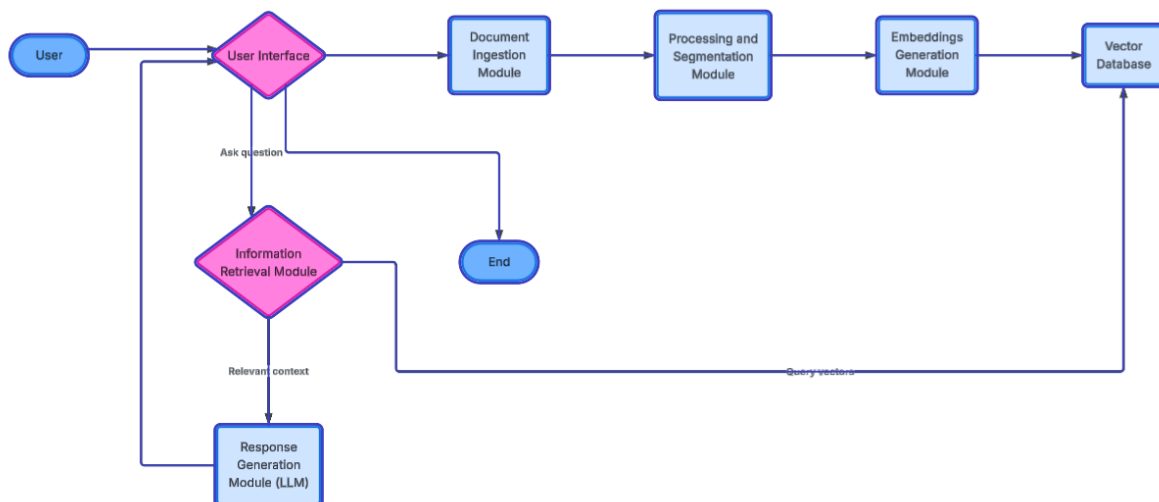 User
User Interface
Document
Ingestion
Module
Processing and
Segmentation
Module
Embeddings
Generation
Module
Vector
Database
Ask question
Information
Retrieval Module
End
Relevant context
Query vectors
Response
Generation
Module (LLM)